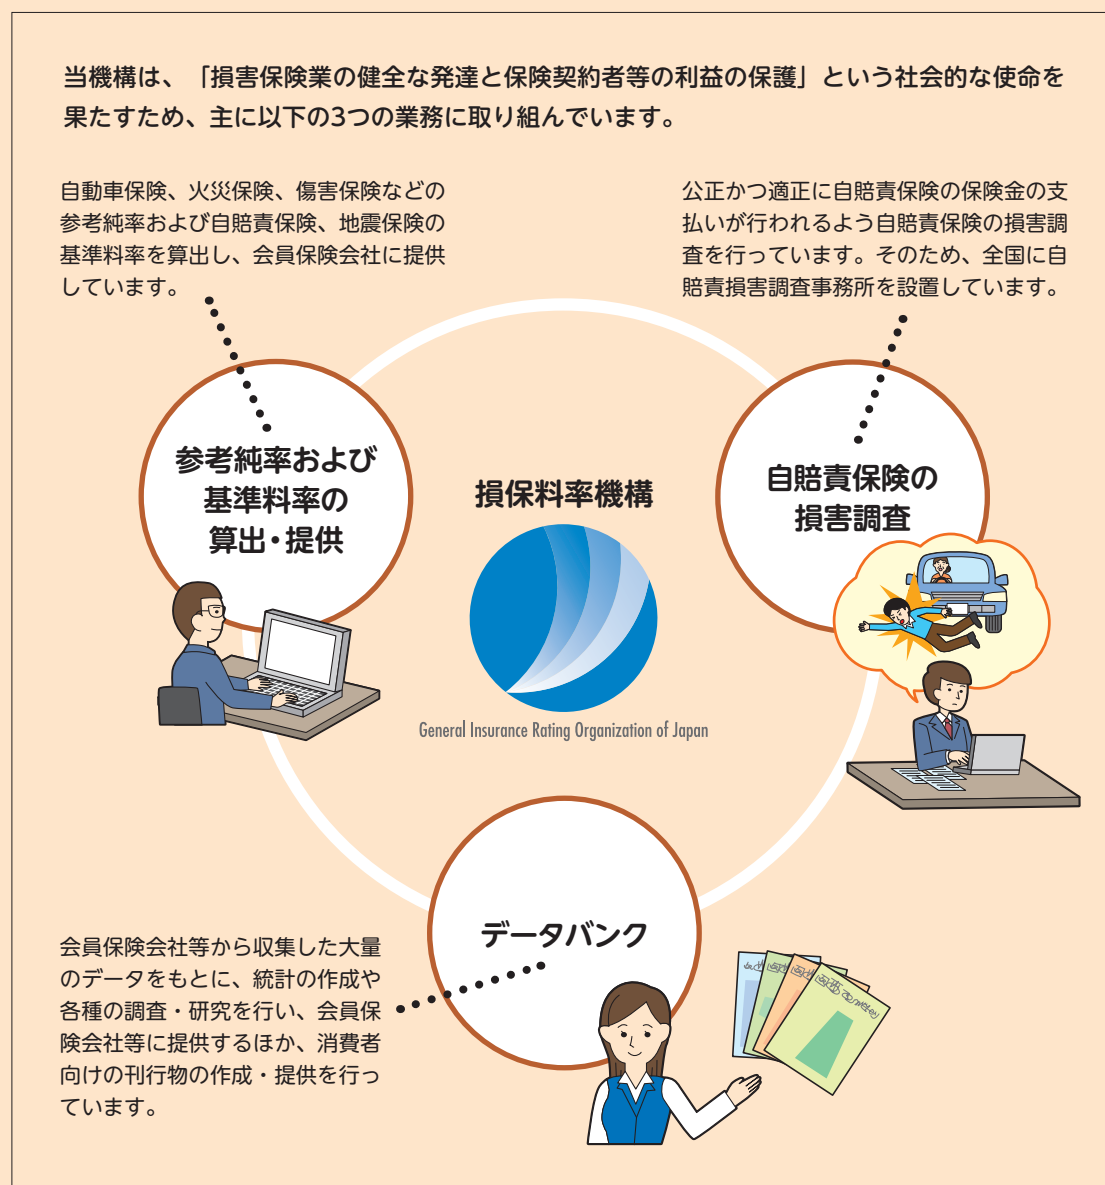 当機構は、「損害保険業の健全な発達と保険契約者等の利益の保護」という社会的な使命を
果たすため、主に以下の3つの業務に取り組んでいます。
自動車保険、火災保険、傷害保険などの
参考純率および自賠責保険、地震保険の
基準料率を算出し、会員保険会社に提供
しています。
公正かつ適正に自賠責保険の保険金の支
払いが行われるよう自賠責保険の損害調
査を行っています。そのため、全国に自
賠責損害調査事務所を設置しています。
参考純率および
基準料率の
算出・提供
損保料率機構
General Insurance Rating Organization of Japan
自賠責保険の
損害調査
データバンク
会員保険会社等から収集した大量
のデータをもとに、統計の作成や
各種の調査・研究を行い、会員保
険会社等に提供するほか、消費者
向けの刊行物の作成・提供を行っ
ています。